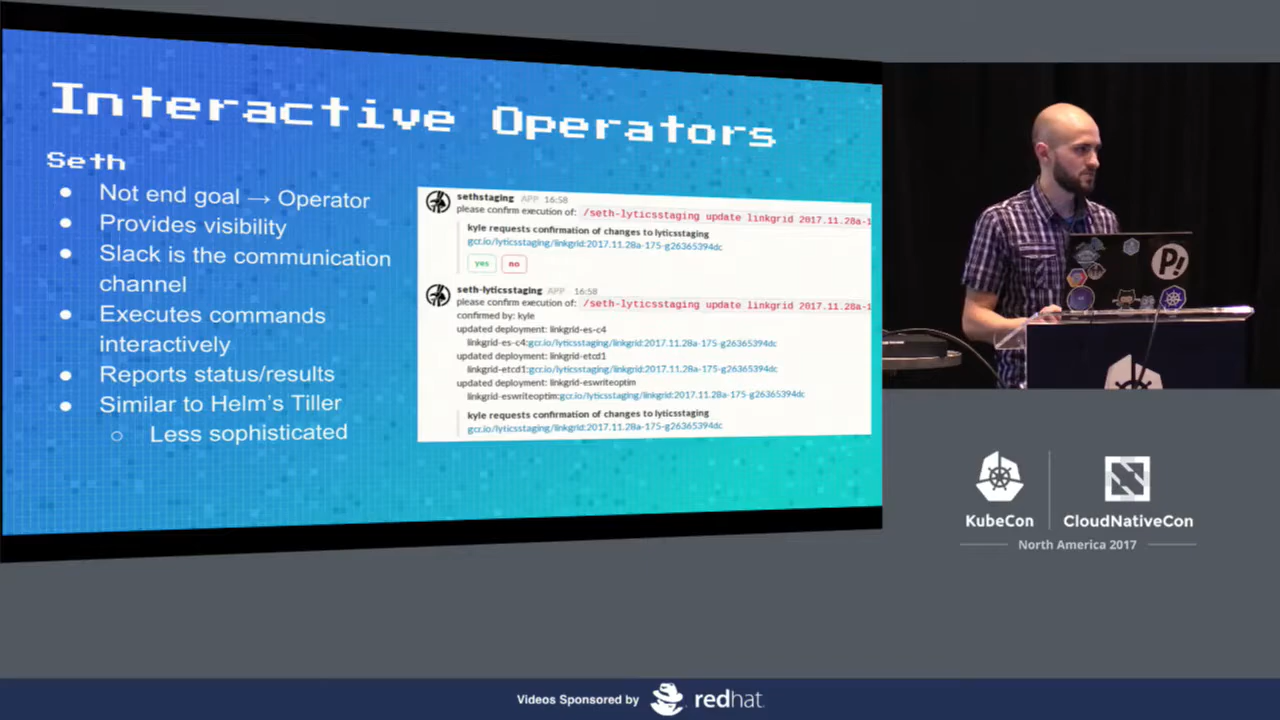 Interactive Operators
Seth
Not end goal → Operator
Provides visibility
Slack is the communication
channel
Executes commands
interactively
Reports status/results
Similar to Helm's Tiller
Less sophisticated
sethstaging APP 16:58
please confirm execution of: /seth-lyticsstaging update linkgrid 2017.11.28a-1
kyle requests confirmation of changes to lyticsstaging
gcr.io/lyticsstaging/linkgrid:2017.11.28a-175-g26365394dc
yes no
seth-lyticsstaging APP 16:58
please confirm execution of: /seth-lyticsstaging update linkgrid 2017.11.28a-1
confirmed by: kyle
updated deployment: linkgrid-es-c4
linkgrid-es-c4:gcr.io/lyticsstaging/linkgrid:2017.11.28a-175-g26365394dc
updated deployment: linkgrid-etcd1
linkgrid-etcd1:gcr.io/lyticsstaging/linkgrid:2017.11.28a-175-g26365394dc
updated deployment: linkgrid-eswriteoptim
linkgrid-eswriteoptim:gcr.io/lyticsstaging/linkgrid:2017.11.28a-175-g26365394dc
kyle requests confirmation of changes to lyticsstaging
gcr.io/lyticsstaging/linkgrid:2017.11.28a-175-g26365394dc
P!
KubeCon
CloudNativeCon
North America 2017
Videos Sponsored by
redhat